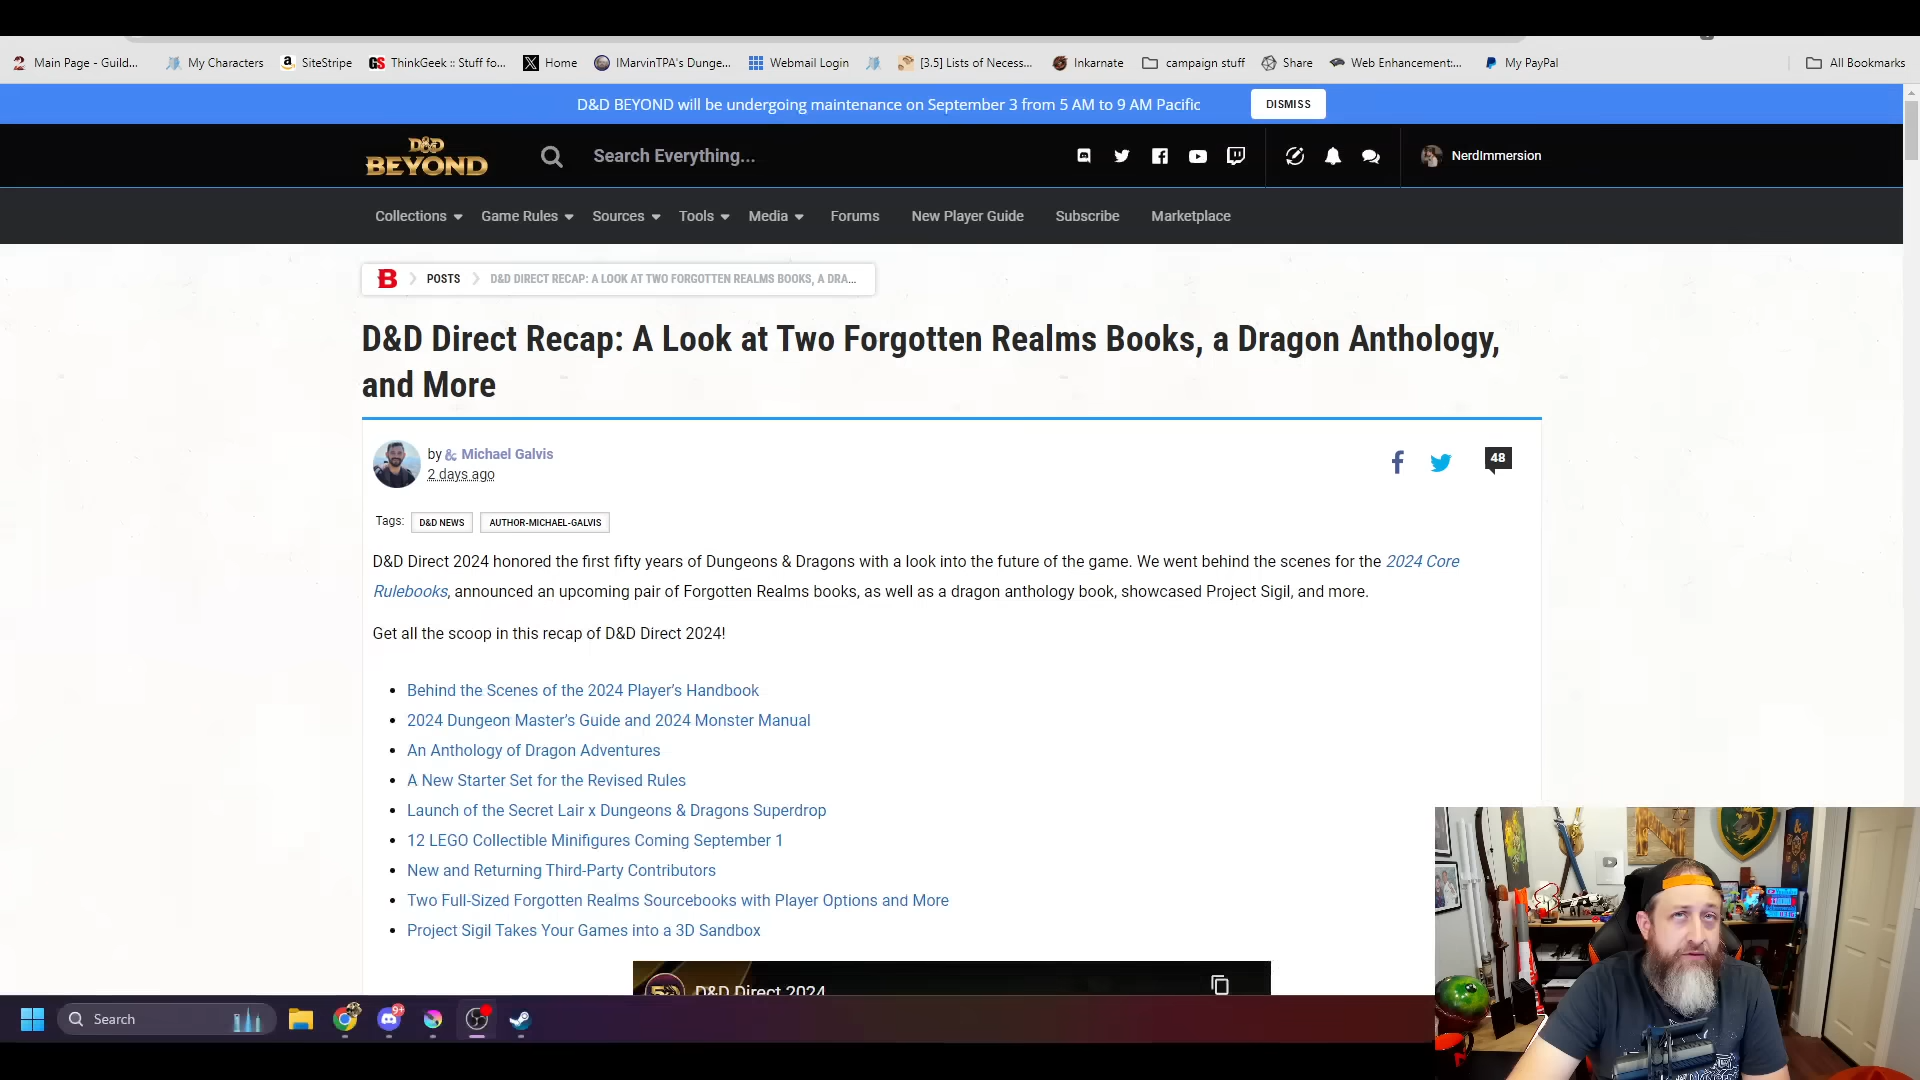 Main Page - Guild...
My Characters
SiteStripe
ThinkGeek :: Stuff fo...
Home
IMarvinTPA's Dunge...
Webmail Login
[3.5] Lists of Necess...
Inkarnate
campaign stuff
Share
Web Enhancement:...
My PayPal
All Bookmarks
D&D BEYOND will be undergoing maintenance on September 3 from 5 AM to 9 AM Pacific
DISMISS
D&D
BEYOND
Search Everything...
NerdImmersion
Collections
Game Rules
Sources
Tools
Media
Forums
New Player Guide
Subscribe
Marketplace
B
POSTS
D&D DIRECT RECAP: A LOOK AT TWO FORGOTTEN REALMS BOOKS, A DRA...
D&D Direct Recap: A Look at Two Forgotten Realms Books, a Dragon Anthology,
and More
by & Michael Galvis
2 days ago
48
Tags:
D&D NEWS
AUTHOR-MICHAEL-GALVIS
D&D Direct 2024 honored the first fifty years of Dungeons & Dragons with a look into the future of the game. We went behind the scenes for the 2024 Core
Rulebooks, announced an upcoming pair of Forgotten Realms books, as well as a dragon anthology book, showcased Project Sigil, and more.
Get all the scoop in this recap of D&D Direct 2024!
Behind the Scenes of the 2024 Player's Handbook
2024 Dungeon Master's Guide and 2024 Monster Manual
An Anthology of Dragon Adventures
A New Starter Set for the Revised Rules
Launch of the Secret Lair x Dungeons & Dragons Superdrop
12 LEGO Collectible Minifigures Coming September 1
New and Returning Third-Party Contributors
Two Full-Sized Forgotten Realms Sourcebooks with Player Options and More
Project Sigil Takes Your Games into a 3D Sandbox
D&D Direct 2024
Search
9+